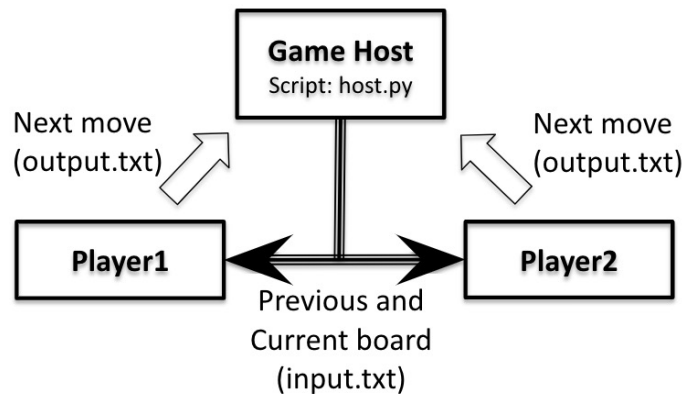 Game Host
Script: host.py
Next move
(output.txt)
Next move
(output.txt)
Player1
Player2
Previous and
Current board
(input.txt)